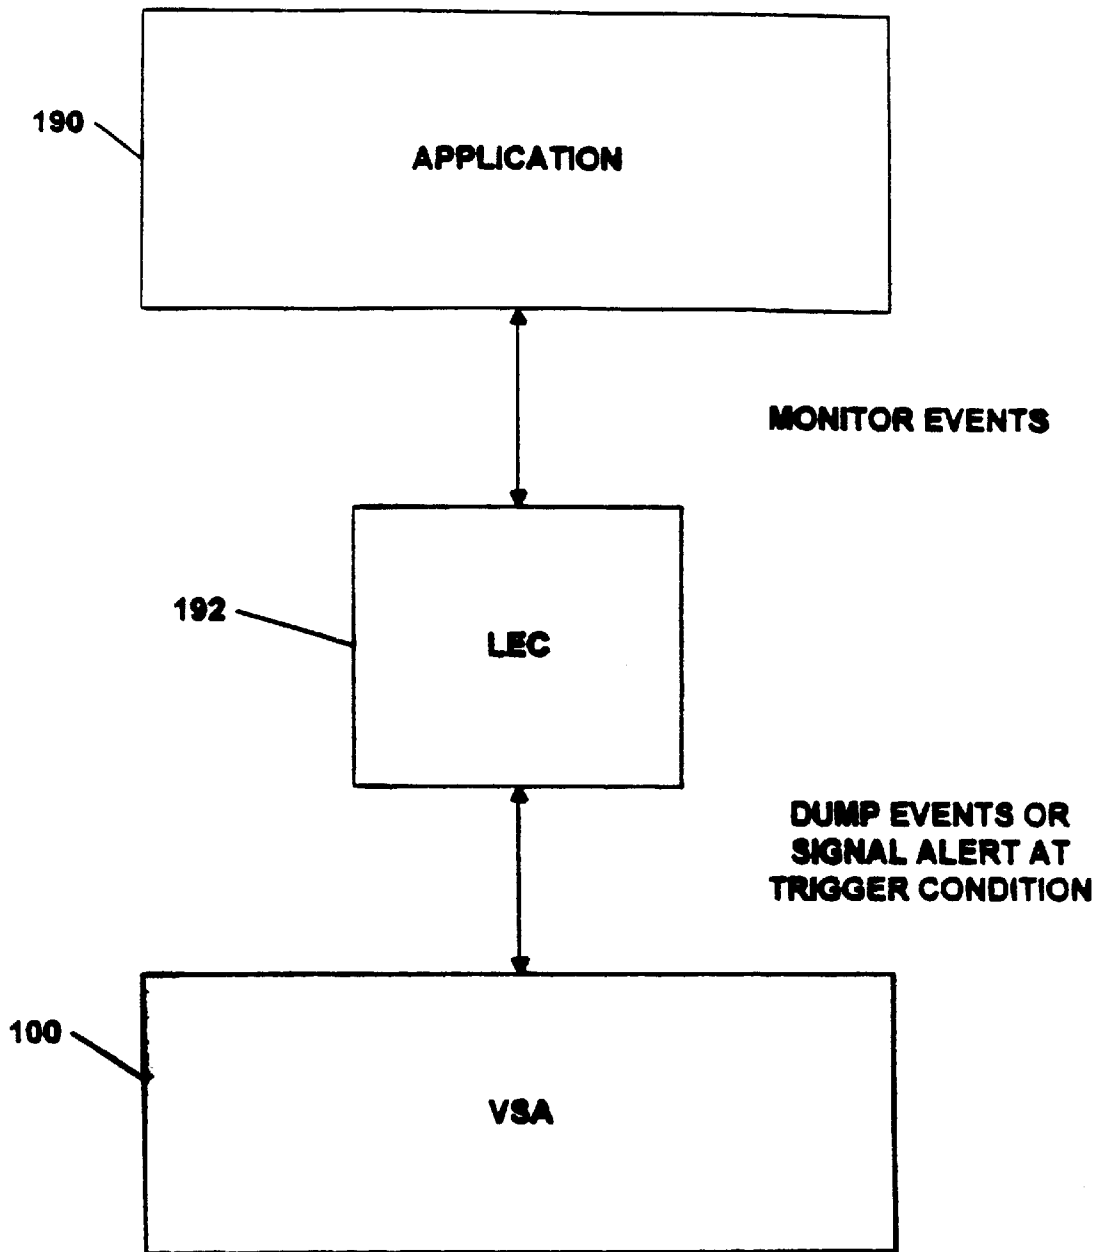 190
APPLICATION
MONITOR EVENTS
192
LEC
DUMP EVENTS OR
SIGNAL ALERT AT
TRIGGER CONDITION
100
VSA